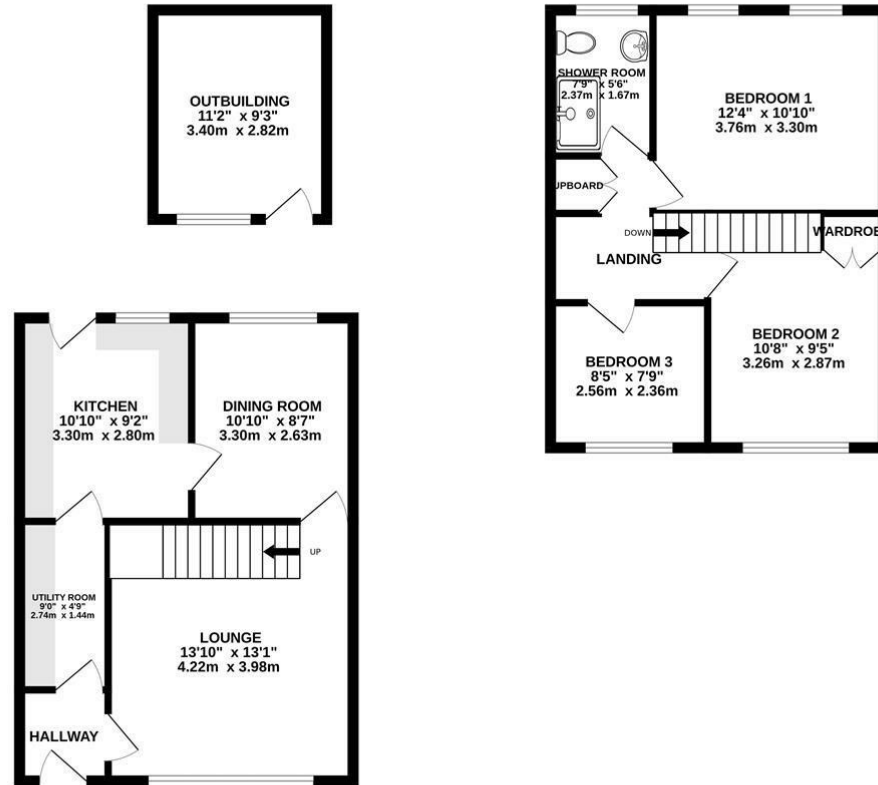 OUTBUILDING
11'2" x 9'3"
3.40m x 2.82m
KITCHEN
10'10" x 9'2"
3.30m x 2.80m
DINING ROOM
10'10" x 8'7"
3.30m x 2.63m
UP
UTILITY ROOM
9'0" x 4'9"
2.74m x 1.44m
LOUNGE
13'10" x 13'1"
4.22m x 3.98m
HALLWAY
SHOWER ROOM
7'9" x 5'6"
2.37m x 1.67m
BEDROOM 1
12'4" x 10'10"
3.76m x 3.30m
UPBOARD
DOWN
WARDROBE
LANDING
BEDROOM 2
10'8" x 9'5"
3.26m x 2.87m
BEDROOM 3
8'5" x 7'9"
2.56m x 2.36m